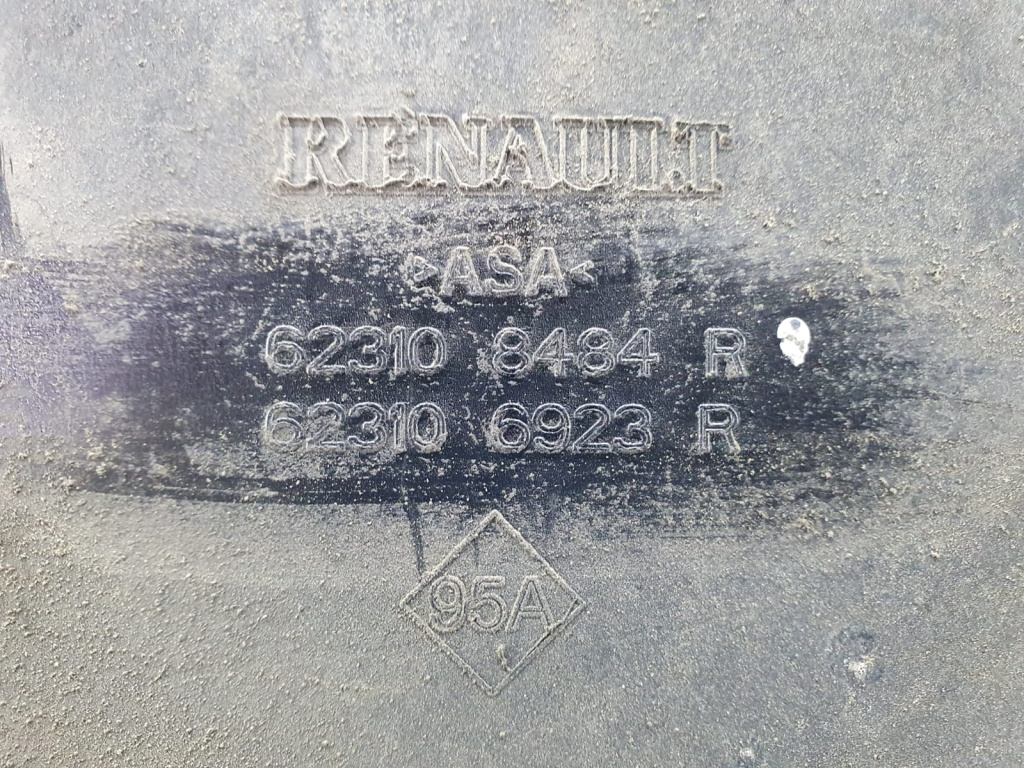 RENAULT
>ASA<
62310 8484 R
62310 6923 R
95A